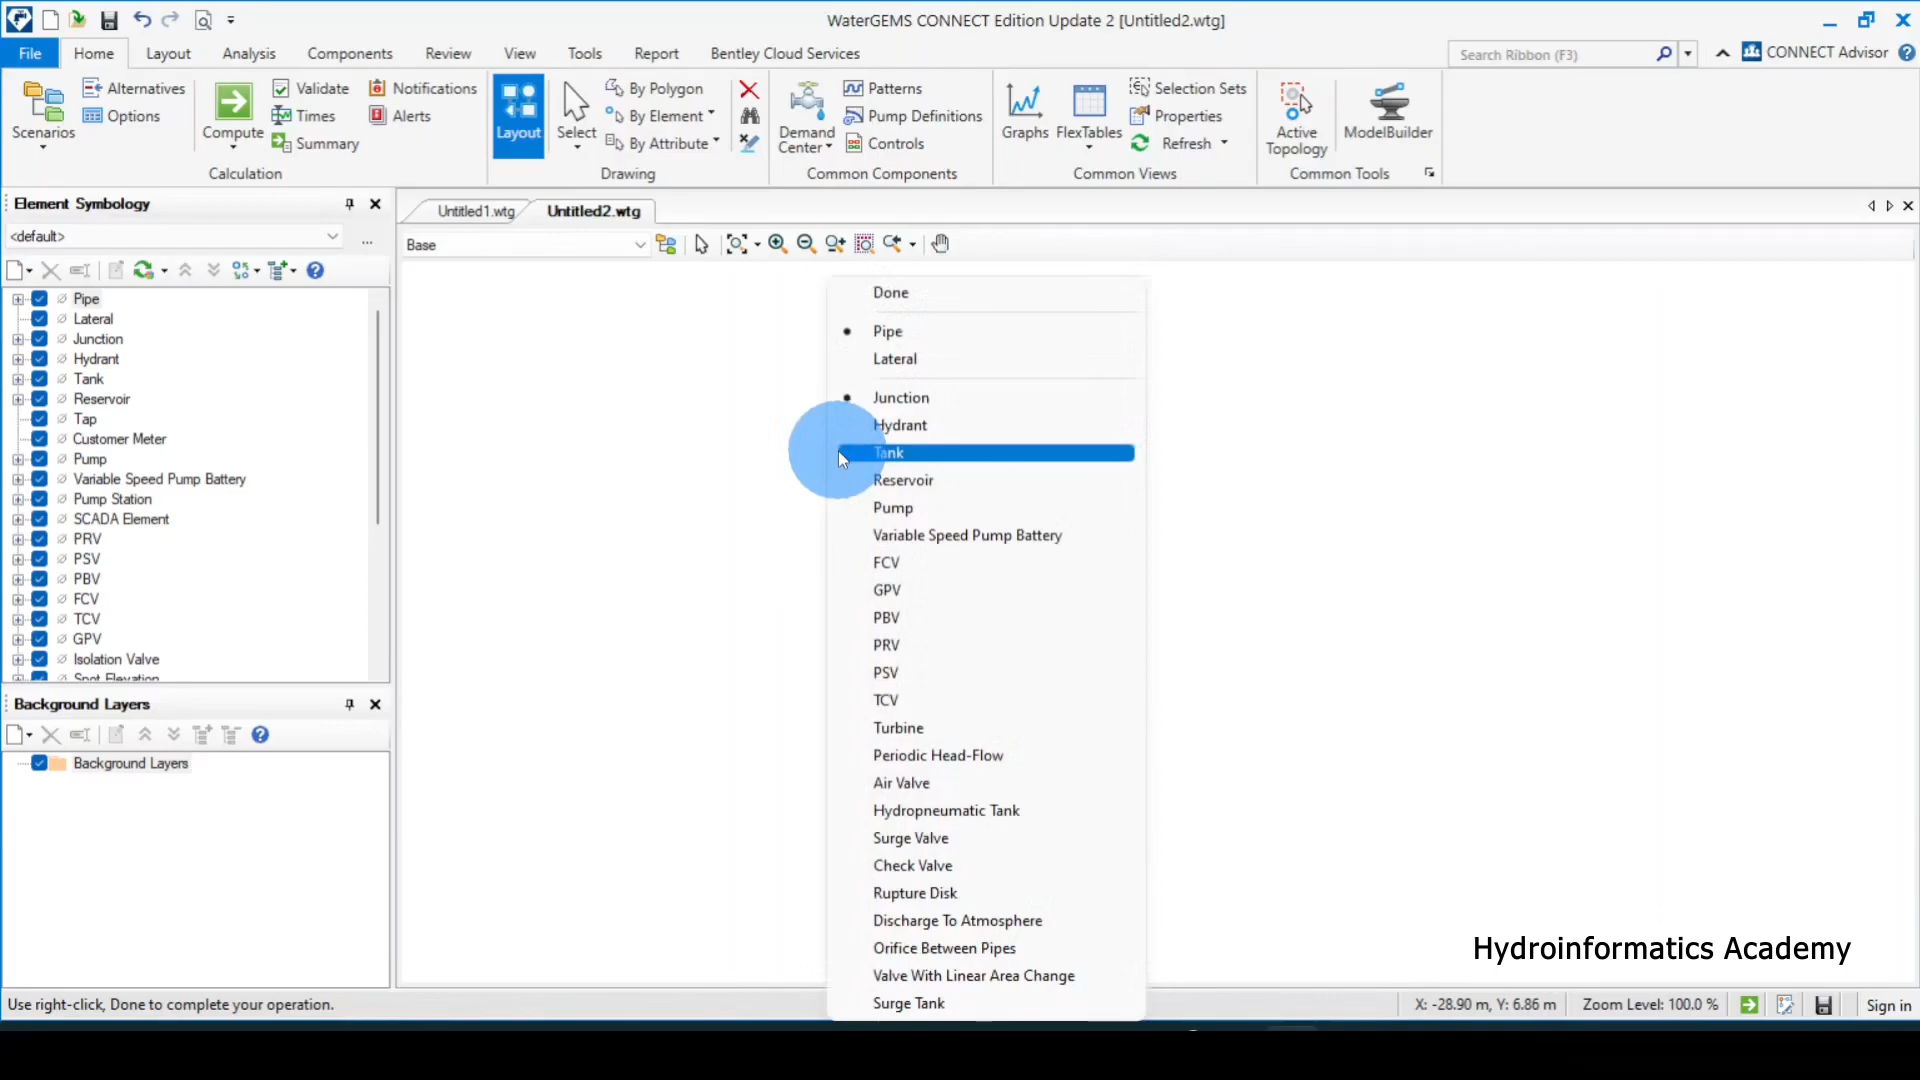 WaterGEMS CONNECT Edition Update 2 [Untitled2.wtg]
File Home Layout Analysis Components Review View Tools Report Bentley Cloud Services
Search Ribbon (F3)
CONNECT Advisor
Scenarios
Alternatives
Options
Compute
Validate
Times
Summary
Notifications
Alerts
Calculation
Layout
Select
By Polygon
By Element
By Attribute
Drawing
Demand
Center
Patterns
Pump Definitions
Controls
Common Components
Graphs
FlexTables
Selection Sets
Properties
Refresh
Common Views
Active
Topology
ModelBuilder
Common Tools
Element Symbology
<default>
...
Pipe
Lateral
Junction
Hydrant
Tank
Reservoir
Tap
Customer Meter
Pump
Variable Speed Pump Battery
Pump Station
SCADA Element
PRV
PSV
PBV
FCV
TCV
GPV
Isolation Valve
Spot Elevation
Background Layers
Background Layers
Untitled1.wtg
Untitled2.wtg
Base
Done
Pipe
Lateral
Junction
Hydrant
Tank
Reservoir
Pump
Variable Speed Pump Battery
FCV
GPV
PBV
PRV
PSV
TCV
Turbine
Periodic Head-Flow
Air Valve
Hydropneumatic Tank
Surge Valve
Check Valve
Rupture Disk
Discharge To Atmosphere
Orifice Between Pipes
Valve With Linear Area Change
Surge Tank
Hydroinformatics Academy
Use right-click, Done to complete your operation.
X: -28.90 m, Y: 6.86 m
Zoom Level: 100.0 %
Sign in